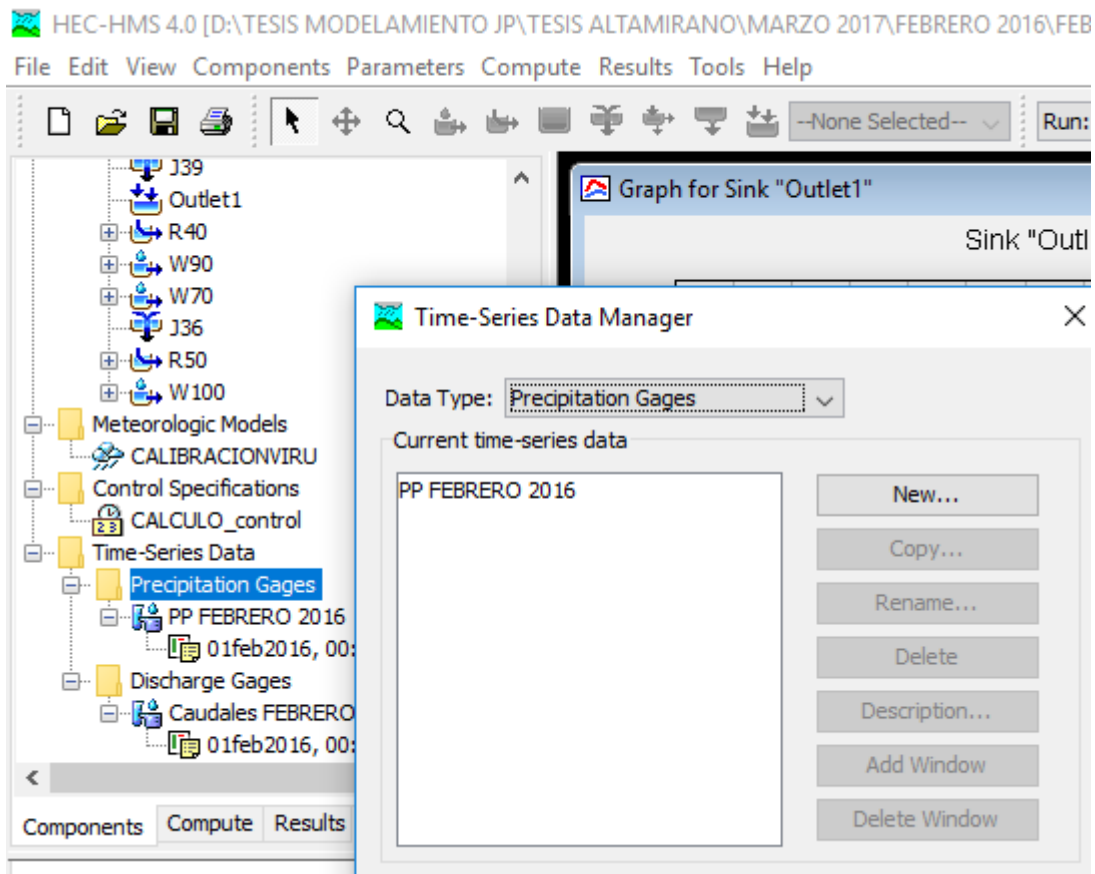 HEC-HMS 4.0 [D:\TESIS MODELAMIENTO JP\TESIS ALTAMIRANO\MARZO 2017\FEBRERO 2016\FEB
File Edit View Components Parameters Compute Results Tools Help
--None Selected-- Run:
J39
Outlet1
R40
W90
W70
J36
R50
W100
Meteorologic Models
CALIBRACIONVIRU
Control Specifications
CALCULO_control
Time-Series Data
Precipitation Gages
PP FEBRERO 2016
01feb2016, 00:
Discharge Gages
Caudales FEBRERO
01feb2016, 00:
Components Compute Results
Graph for Sink "Outlet1"
Sink "Outl
Time-Series Data Manager
Data Type: Precipitation Gages
Current time-series data
PP FEBRERO 2016
New...
Copy...
Rename...
Delete
Description...
Add Window
Delete Window